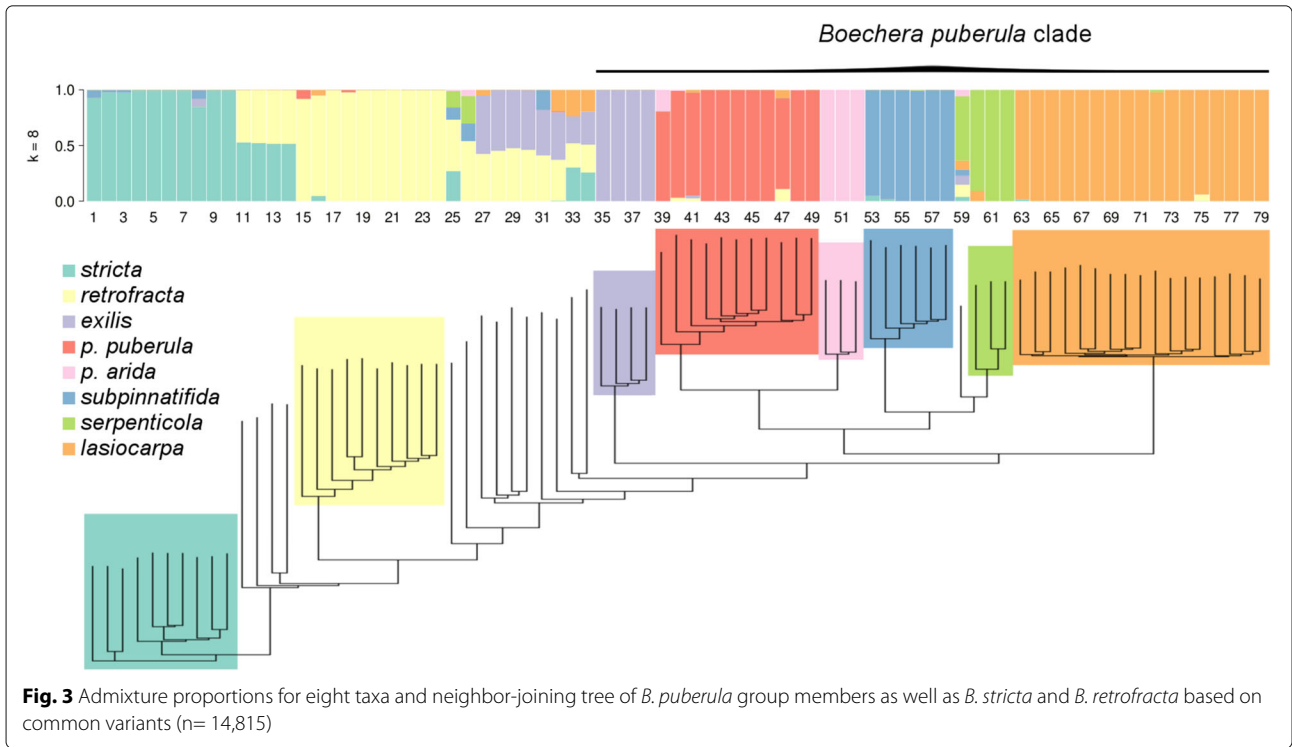 Boechera puberula clade
1.0
0.5
0.0
k = 8
1 3 5 7 9 11 13 15 17 19 21 23 25 27 29 31 33 35 37 39 41 43 45 47 49 51 53 55 57 59 61 63 65 67 69 71 73 75 77 79
stricta
retrofracta
exilis
p. puberula
p. arida
subpinnatifida
serpenticola
lasiocarpa
Fig. 3 Admixture proportions for eight taxa and neighbor-joining tree of B. puberula group members as well as B. stricta and B. retrofracta based on
common variants (n= 14,815)